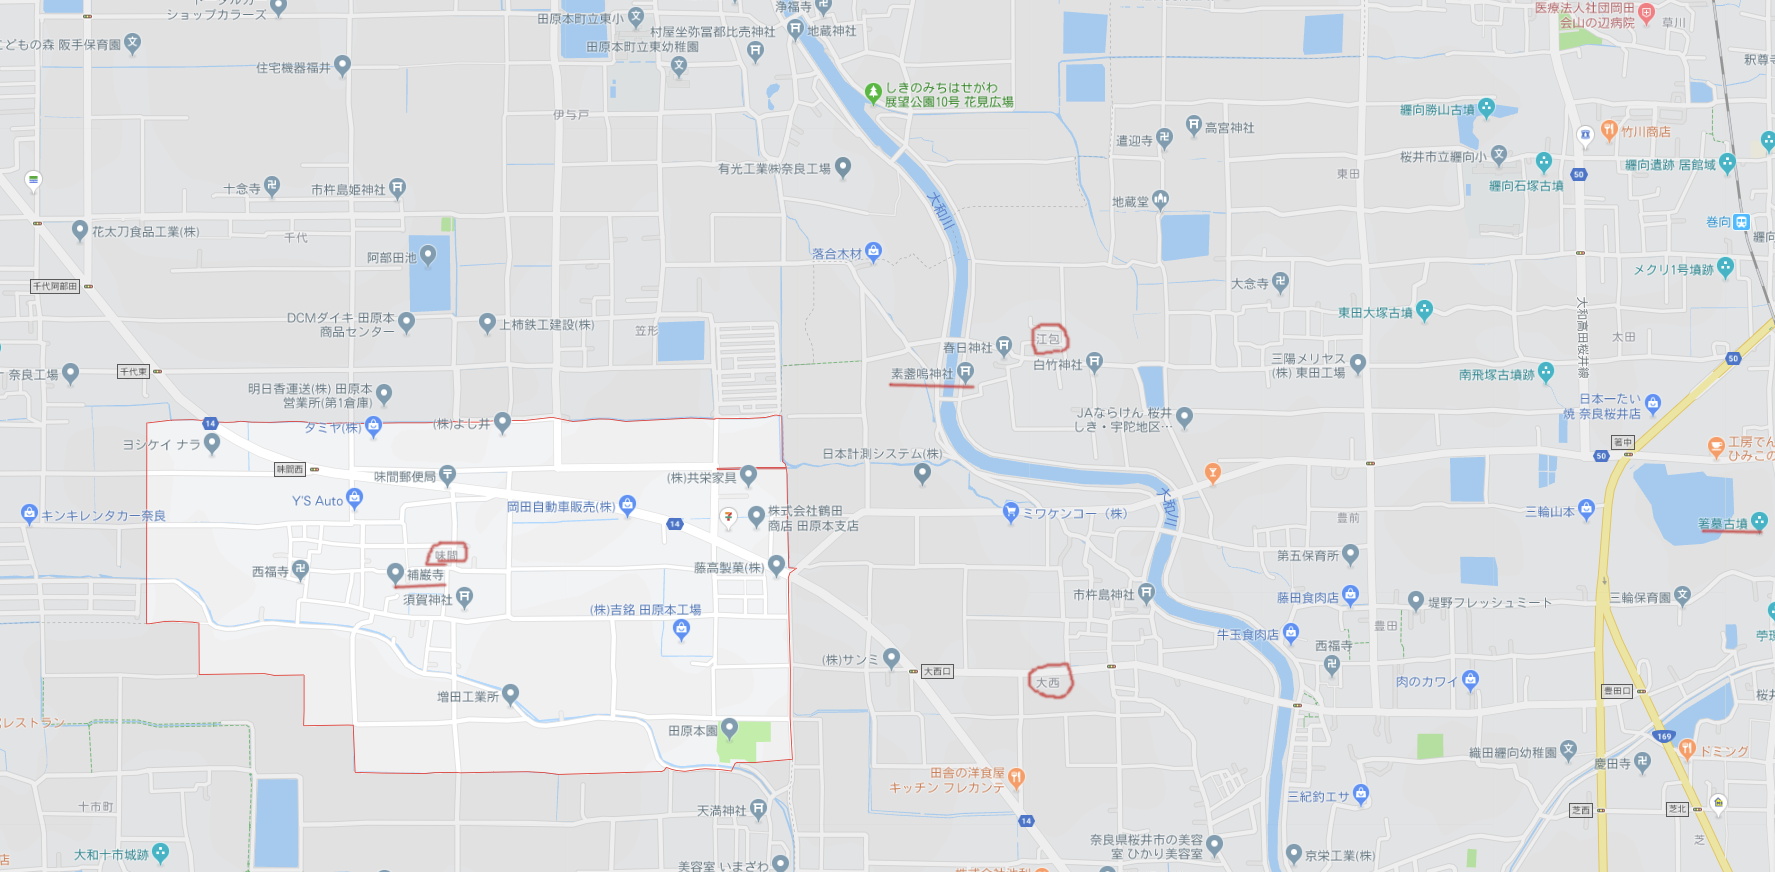 ショップカラーズ
こどもの森 阪手保育園
住宅機器福井
田原本町立東小
村屋坐弥冨都比売神社
田原本町立東幼稚園
浄福寺
地蔵神社
しきのみちはせがわ
展望公園10号 花見広場
医療法人社団岡田
会山の辺病院
草川
釈尊寺
伊与戸
有光工業㈱奈良工場
遣迎寺
高宮神社
纒向勝山古墳
竹川商店
桜井市立纒向小
纒向石塚古墳
纒向遺跡 居館域
50
東田
十念寺
市杵島姫神社
地蔵堂
大和川
巻向
纒向
花太刀食品工業(株)
千代
阿部田池
落合木材
メクリ1号墳跡
千代阿部田
大念寺
東田大塚古墳
大和高田桜井線
太田
DCMダイキ 田原本
商品センター
上柿鉄工建設(株)
笠形
江包
春日神社
白竹神社
素盞嗚神社
三陽メリヤス
(株) 東田工場
南飛塚古墳跡
50
奈良工場
千代東
明日香運送(株) 田原本
営業所(第1倉庫)
日本一たい
焼 奈良桜井店
JAならけん 桜井
しき・宇陀地区…
14
タミヤ(株)
(株)よし井
ヨシケイ ナラ
箸中
50
工房でん
ひみこの
味間西
味間郵便局
(株)共栄家具
日本計測システム(株)
Y'S Auto
岡田自動車販売(株)
キンキレンタカー奈良
14
株式会社鶴田
商店 田原本支店
ミワケンコー（株）
大和川
豊前
三輪山本
箸墓古墳
味間
西福寺
補巌寺
須賀神社
藤高製菓(株)
第五保育所
(株)吉銘 田原本工場
市杵島神社
藤田食肉店
堤野フレッシュミート
三輪保育園
豊田
牛玉食肉店
西福寺
(株)サンミ
大西口
大西
肉のカワイ
豊田口
桜井
増田工業所
レストラン
田原本園
169
織田纒向幼稚園
慶田寺
ドミング
田舎の洋食屋
キッチン フレカンテ
十市町
天満神社
三紀釣エサ
芝西
芝北
14
芝
大和十市城跡
美容室 いまざわ
奈良県桜井市の美容
室 ひかり美容室
京栄工業(株)
店